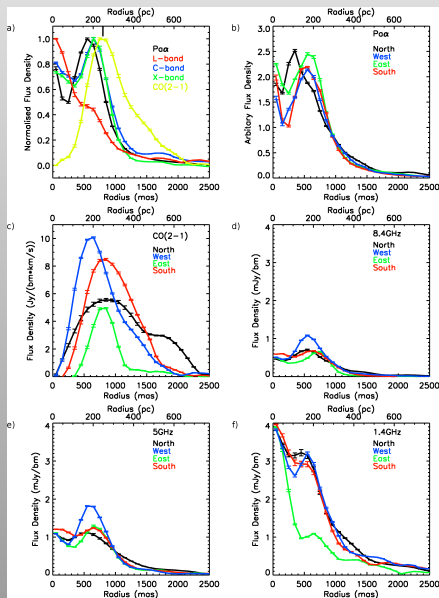 Radius (pc)
0 200 400 600
a)
Normalised Flux Density
1.0
0.8
0.6
0.4
0.2
0.0
Paα
L-band
C-band
X-band
CO(2-1)
0 500 1000 1500 2000 2500
Radius (mas)
Radius (pc)
0 200 400 600
b)
Arbitary Flux Density
3.0
2.5
2.0
1.5
1.0
0.5
0.0
Paα
North
West
East
South
0 500 1000 1500 2000 2500
Radius (mas)
Radius (pc)
0 200 400 600
c)
Flux Density (Jy/(bm*km/s))
10
8
6
4
2
0
CO(2-1)
North
West
East
South
0 500 1000 1500 2000 2500
Radius (mas)
Radius (pc)
0 200 400 600
d)
Flux Density (mJy/bm)
4
3
2
1
0
8.4GHz
North
West
East
South
0 500 1000 1500 2000 2500
Radius (mas)
Radius (pc)
0 200 400 600
e)
Flux Density (mJy/bm)
4
3
2
1
0
5GHz
North
West
East
South
0 500 1000 1500 2000 2500
Radius (mas)
Radius (pc)
0 200 400 600
f)
Flux Density (mJy/bm)
4
3
2
1
0
1.4GHz
North
West
East
South
0 500 1000 1500 2000 2500
Radius (mas)